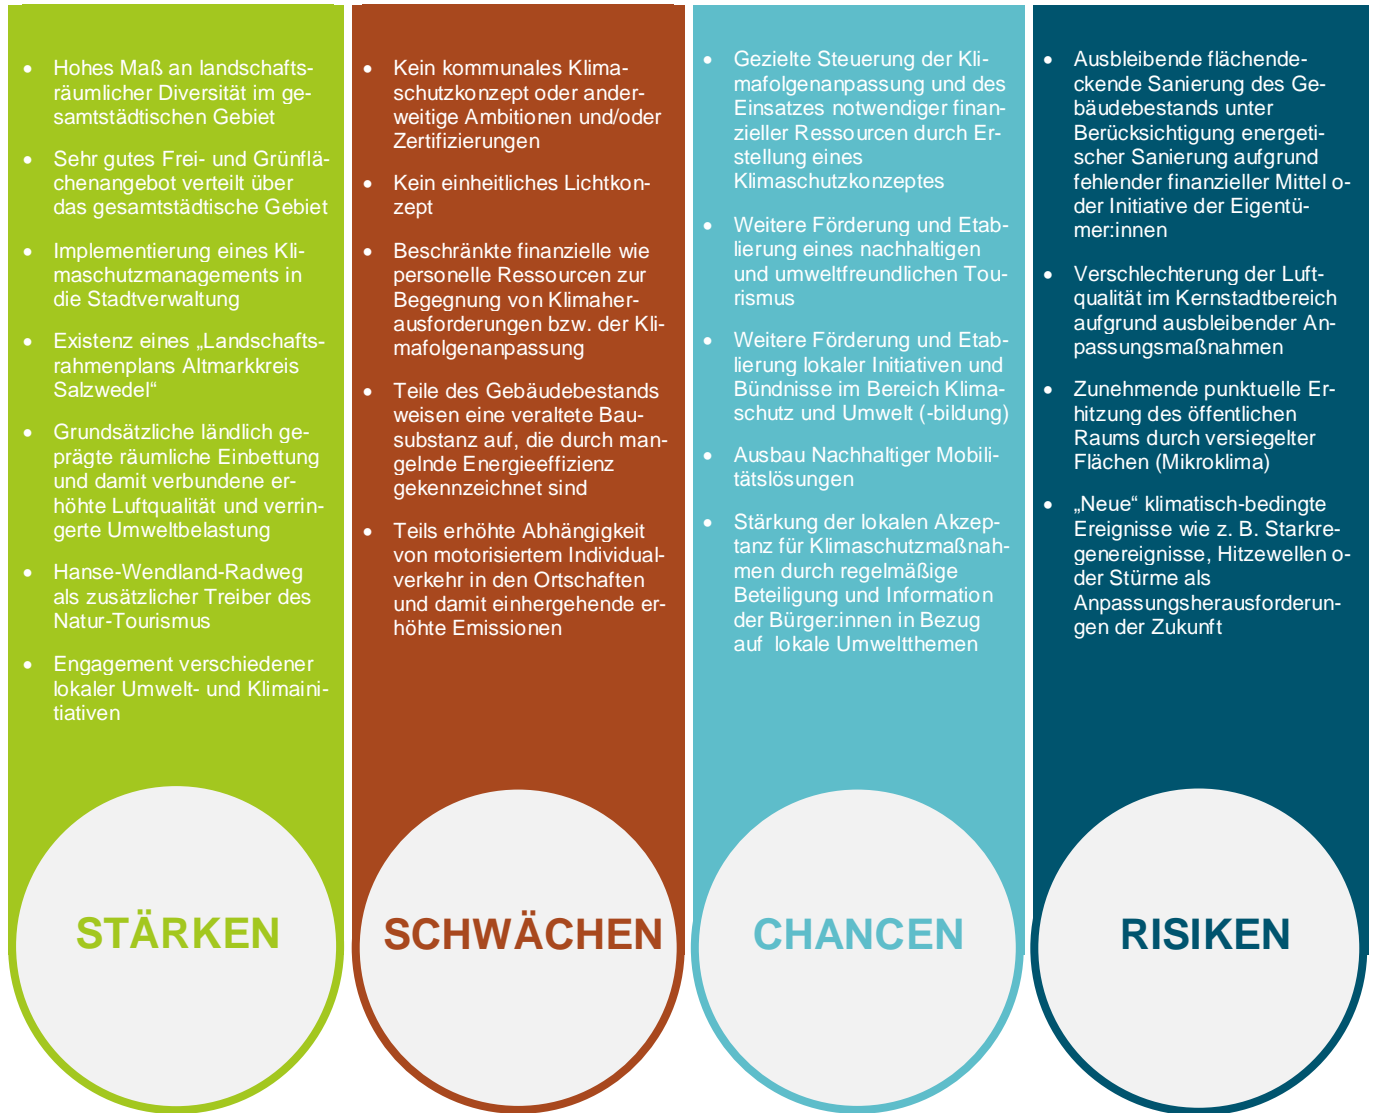 • Hohes Maß an landschafts-
räumlicher Diversität im ge-
samtstädtischen Gebiet
• Sehr gutes Frei- und Grünflä-
chenangebot verteilt über
das gesamtstädtische Gebiet
• Implementierung eines Kli-
maschutzmanagements in
die Stadtverwaltung
• Existenz eines „Landschafts-
rahmenplans Altmarkkreis
Salzwedel“
• Grundsätzliche ländlich ge-
prägte räumliche Einbettung
und damit verbundene er-
höhte Luftqualität und verrin-
gerte Umweltbelastung
• Hanse-Wendland-Radweg
als zusätzlicher Treiber des
Natur-Tourismus
• Engagement verschiedener
lokaler Umwelt- und Klimaini-
tiativen
STÄRKEN
• Kein kommunales Klima-
schutzkonzept oder ander-
weitige Ambitionen und/oder
Zertifizierungen
• Kein einheitliches Lichtkon-
zept
• Beschränkte finanzielle wie
personelle Ressourcen zur
Begegnung von Klimaher-
ausforderungen bzw. der Kli-
mafolgenanpassung
• Teile des Gebäudebestands
weisen eine veraltete Bau-
substanz auf, die durch man-
gelnde Energieeffizienz
gekennzeichnet sind
• Teils erhöhte Abhängigkeit
von motorisiertem Individual-
verkehr in den Ortschaften
und damit einhergehende er-
höhte Emissionen
SCHWÄCHEN
• Gezielte Steuerung der Kli-
mafolgenanpassung und des
Einsatzes notwendiger finan-
zieller Ressourcen durch Er-
stellung eines
Klimaschutzkonzeptes
• Weitere Förderung und Etab-
lierung eines nachhaltigen
und umweltfreundlichen Tou-
rismus
• Weitere Förderung und Etab-
lierung lokaler Initiativen und
Bündnisse im Bereich Klima-
schutz und Umwelt (-bildung)
• Ausbau Nachhaltiger Mobili-
tätslösungen
• Stärkung der lokalen Akzep-
tanz für Klimaschutzmaßnah-
men durch regelmäßige
Beteiligung und Information
der Bürger:innen in Bezug
auf lokale Umweltthemen
CHANCEN
• Ausbleibende flächende-
ckende Sanierung des Ge-
bäudebestands unter
Berücksichtigung energeti-
scher Sanierung aufgrund
fehlender finanzieller Mittel o-
der Initiative der Eigentü-
mer:innen
• Verschlechterung der Luft-
qualität im Kernstadtbereich
aufgrund ausbleibender An-
passungsmaßnahmen
• Zunehmende punktuelle Er-
hitzung des öffentlichen
Raums durch versiegelter
Flächen (Mikroklima)
• „Neue“ klimatisch-bedingte
Ereignisse wie z. B. Starkre-
genereignisse, Hitzewellen o-
der Stürme als
Anpassungsherausforderun-
gen der Zukunft
RISIKEN